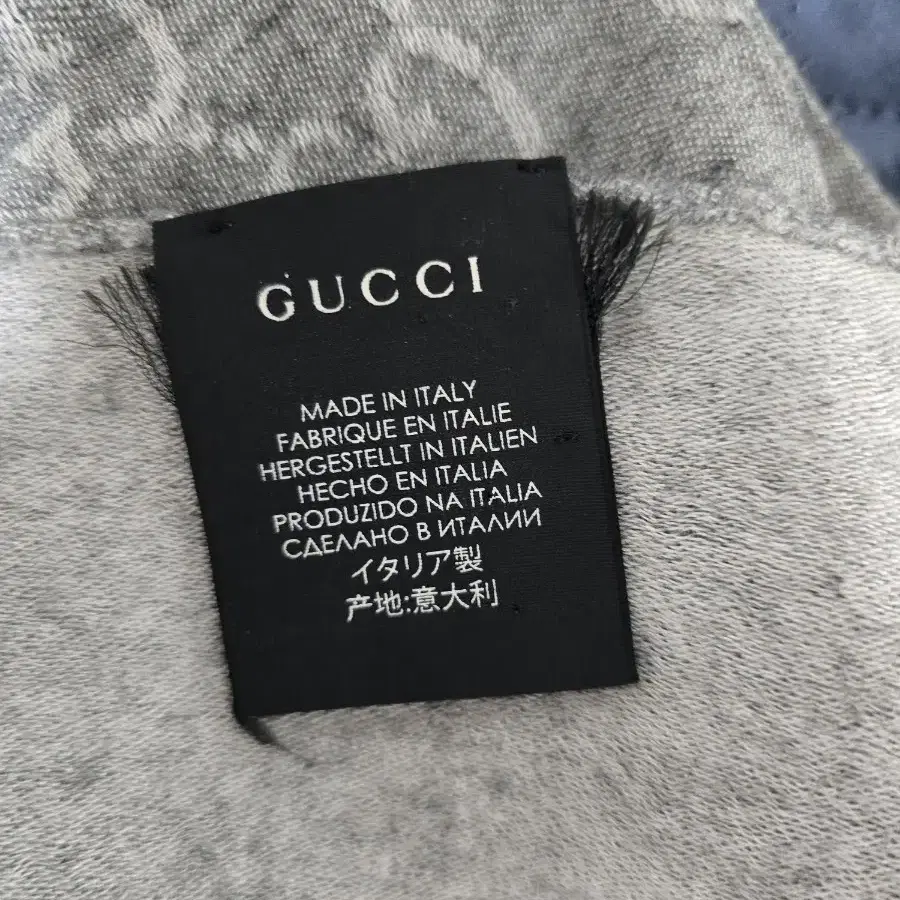 GUCCI
MADE IN ITALY
FABRIQUE EN ITALIE
HERGESTELLT IN ITALIEN
HECHO EN ITALIA
PRODUZIDO NA ITALIA
СДЕЛАНО В ИТАЛИИ
イタリア製
产地:意大利